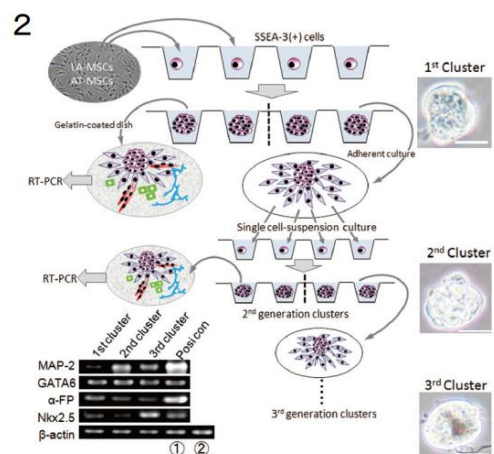 2
LA-MSCs
AT-MSCs
SSEA-3(+) cells
1st Cluster
Gelatin-coated dish
Adherent culture
RT-PCR
Single cell-suspension culture
2nd Cluster
RT-PCR
2nd generation clusters
1st cluster
2nd cluster
3rd cluster
Posi con
MAP-2
GATA6
α-FP
Nkx2.5
β-actin
① ②
3rd generation clusters
3rd Cluster